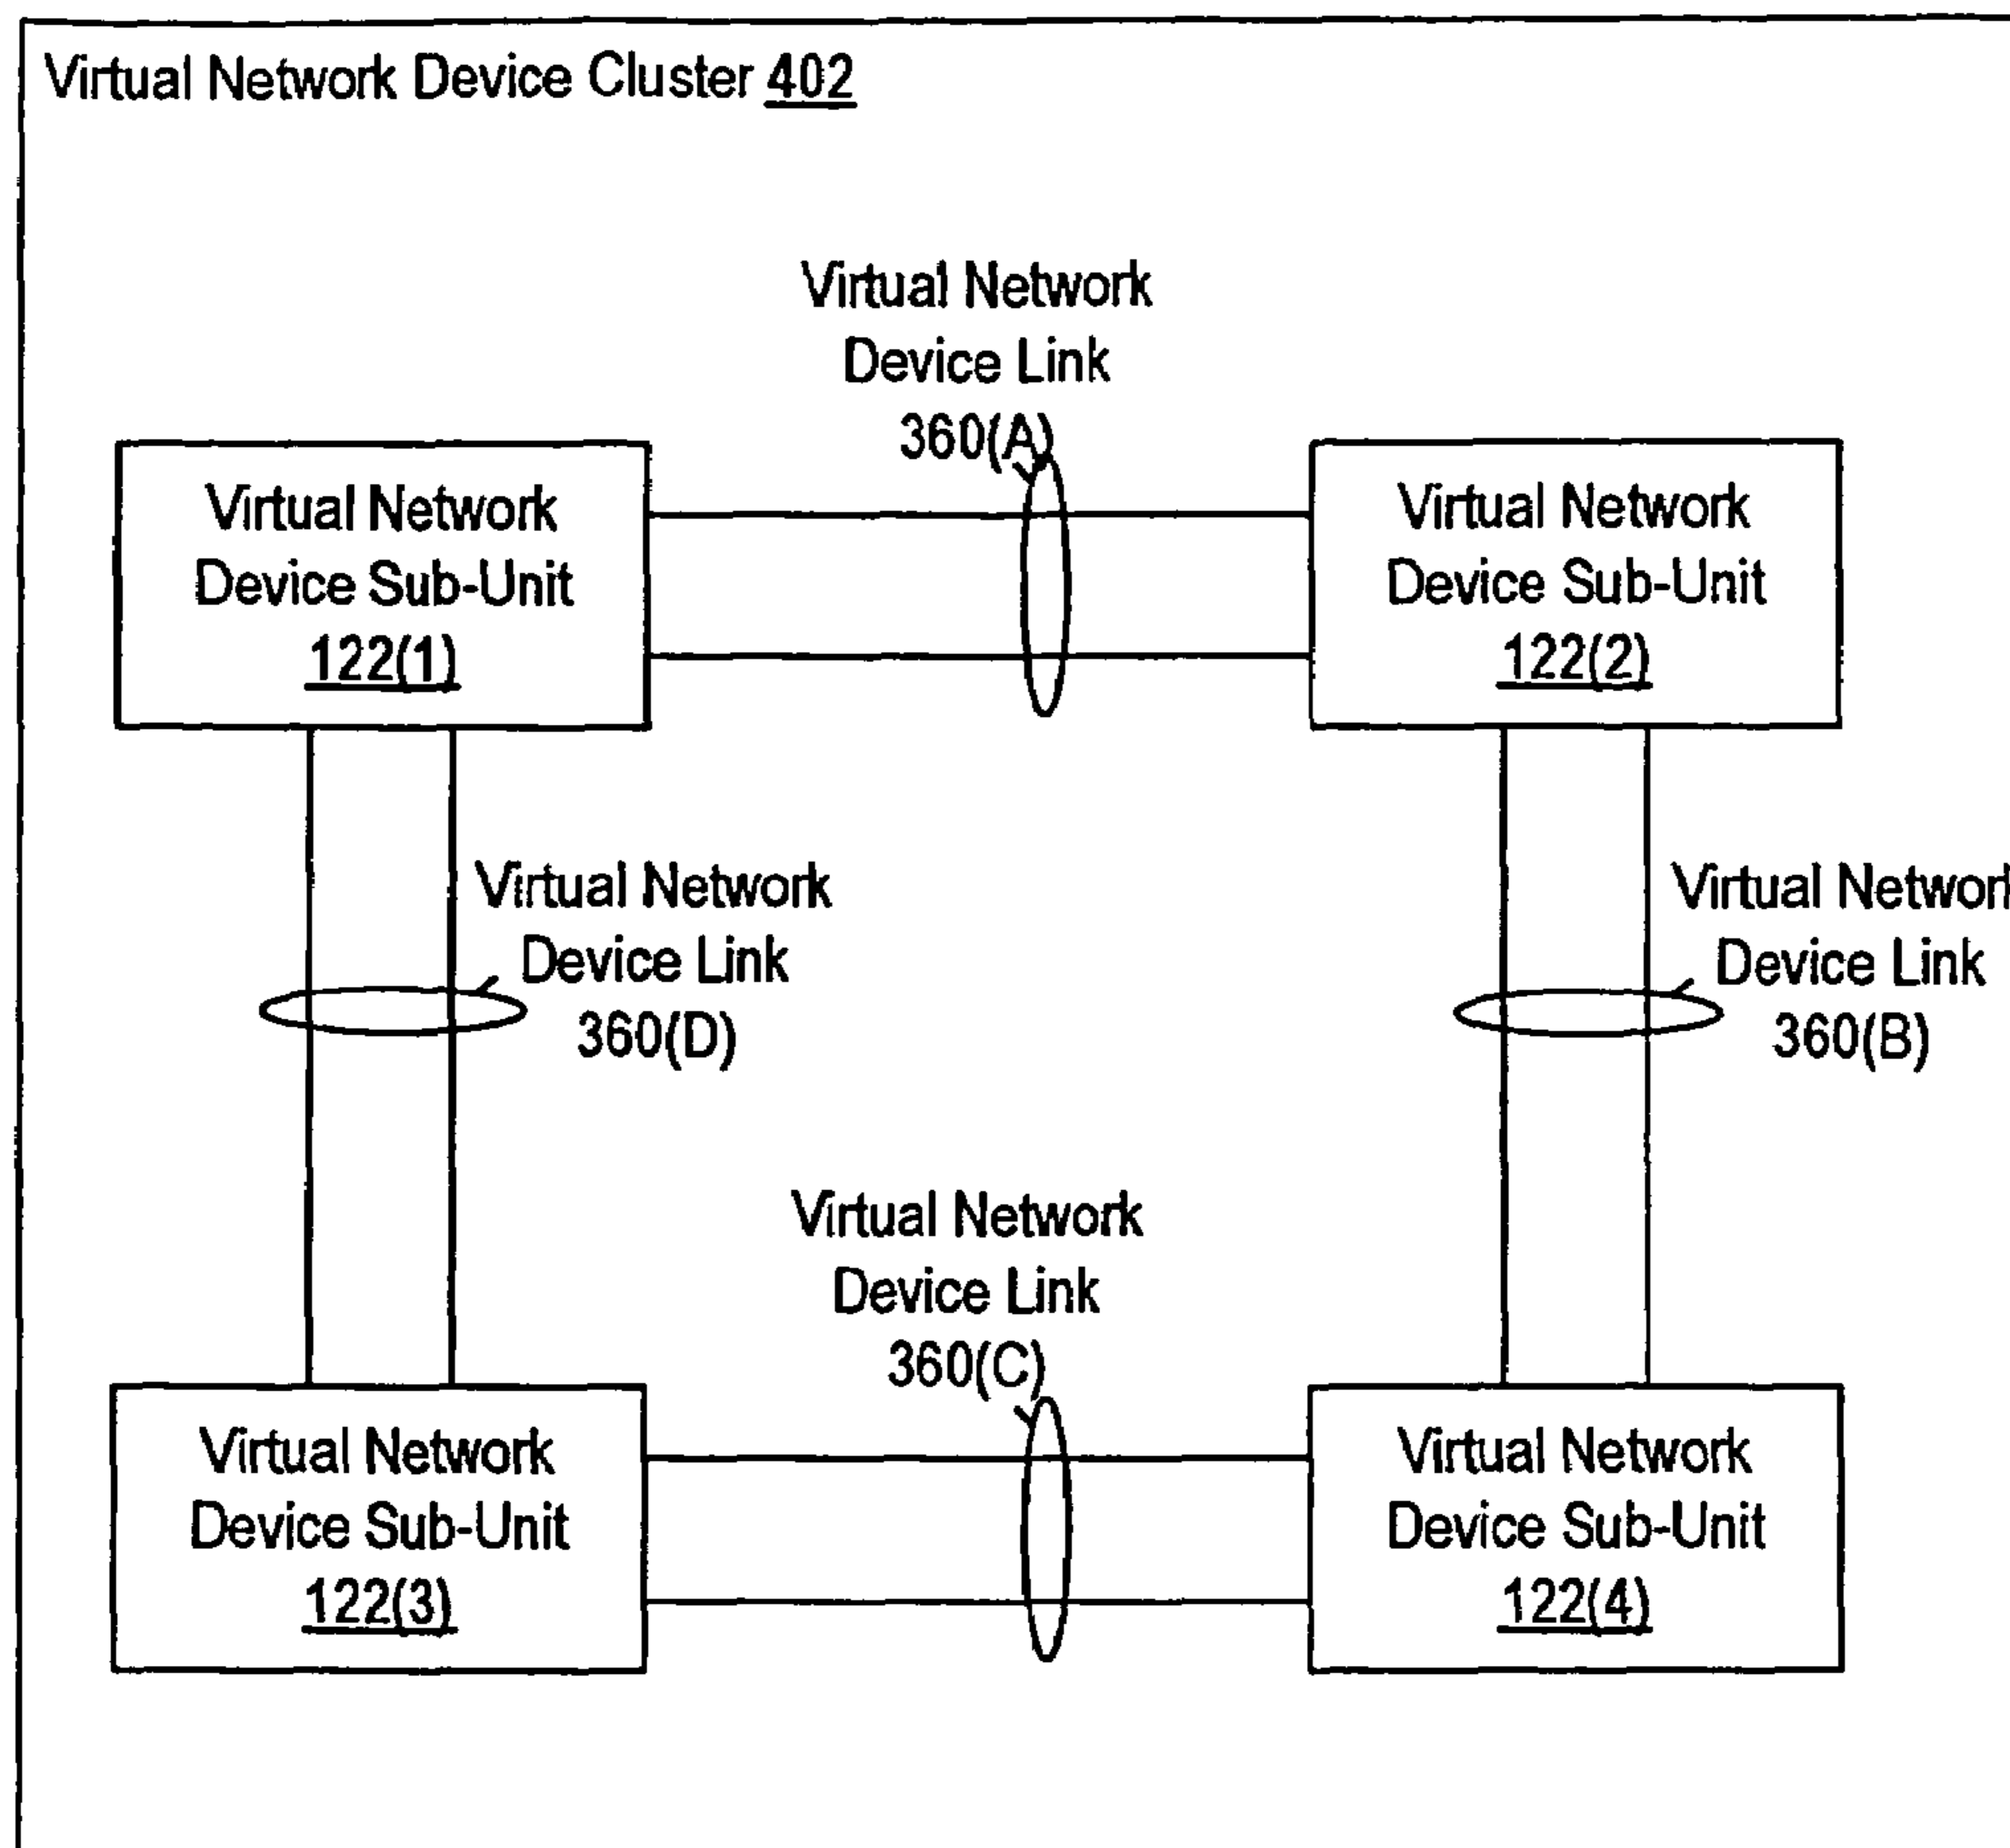 Virtual Network Device Cluster 402
Virtual Network
Device Link
360(A)
Virtual Network
Device Sub-Unit
122(1)
Virtual Network
Device Sub-Unit
122(2)
Virtual Network
Device Link
360(D)
Virtual Networ
Device Link
360(B)
Virtual Network
Device Link
360(C)
Virtual Network
Device Sub-Unit
122(3)
Virtual Network
Device Sub-Unit
122(4)